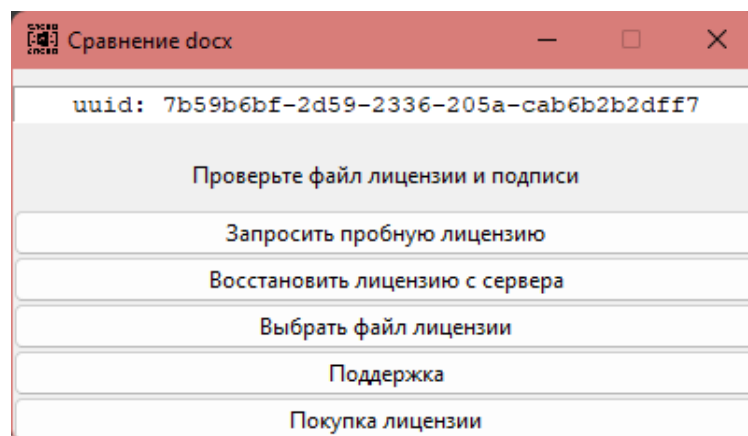 Сравнение docx
uuid: 7b59b6bf-2d59-2336-205a-cab6b2b2dff7
Проверьте файл лицензии и подписи
Запросить пробную лицензию
Восстановить лицензию с сервера
Выбрать файл лицензии
Поддержка
Покупка лицензии